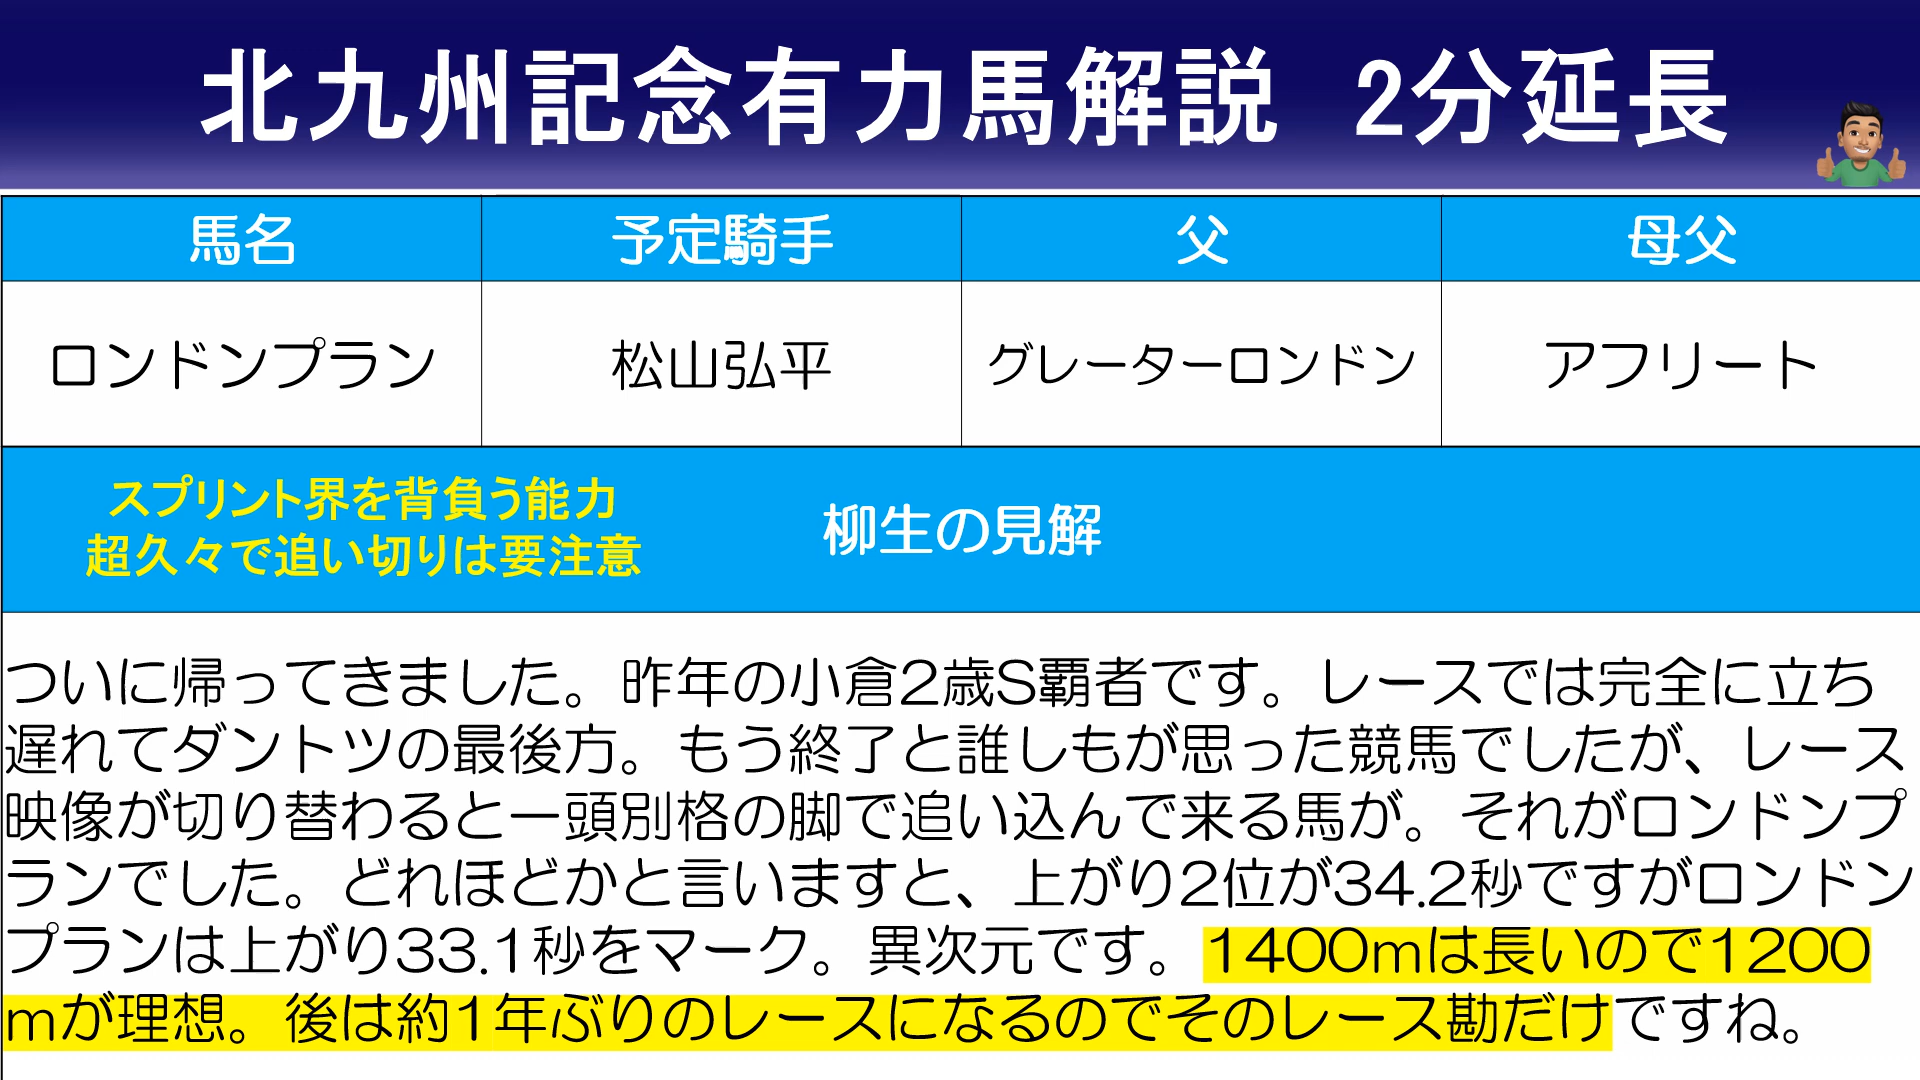 北九州記念有力馬解説　2分延長
馬名 予定騎手 父 母父
ロンドンプラン 松山弘平 グレーターロンドン アフリート
スプリント界を背負う能力
超久々で追い切りは要注意
柳生の見解
ついに帰ってきました。昨年の小倉2歳S覇者です。レースでは完全に立ち
遅れてダントツの最後方。もう終了と誰しもが思った競馬でしたが、レース
映像が切り替わると一頭別格の脚で追い込んで来る馬が。それがロンドンプ
ランでした。どれほどかと言いますと、上がり2位が34.2秒ですがロンドン
プランは上がり33.1秒をマーク。異次元です。1400mは長いので1200
mが理想。後は約1年ぶりのレースになるのでそのレース勘だけですね。